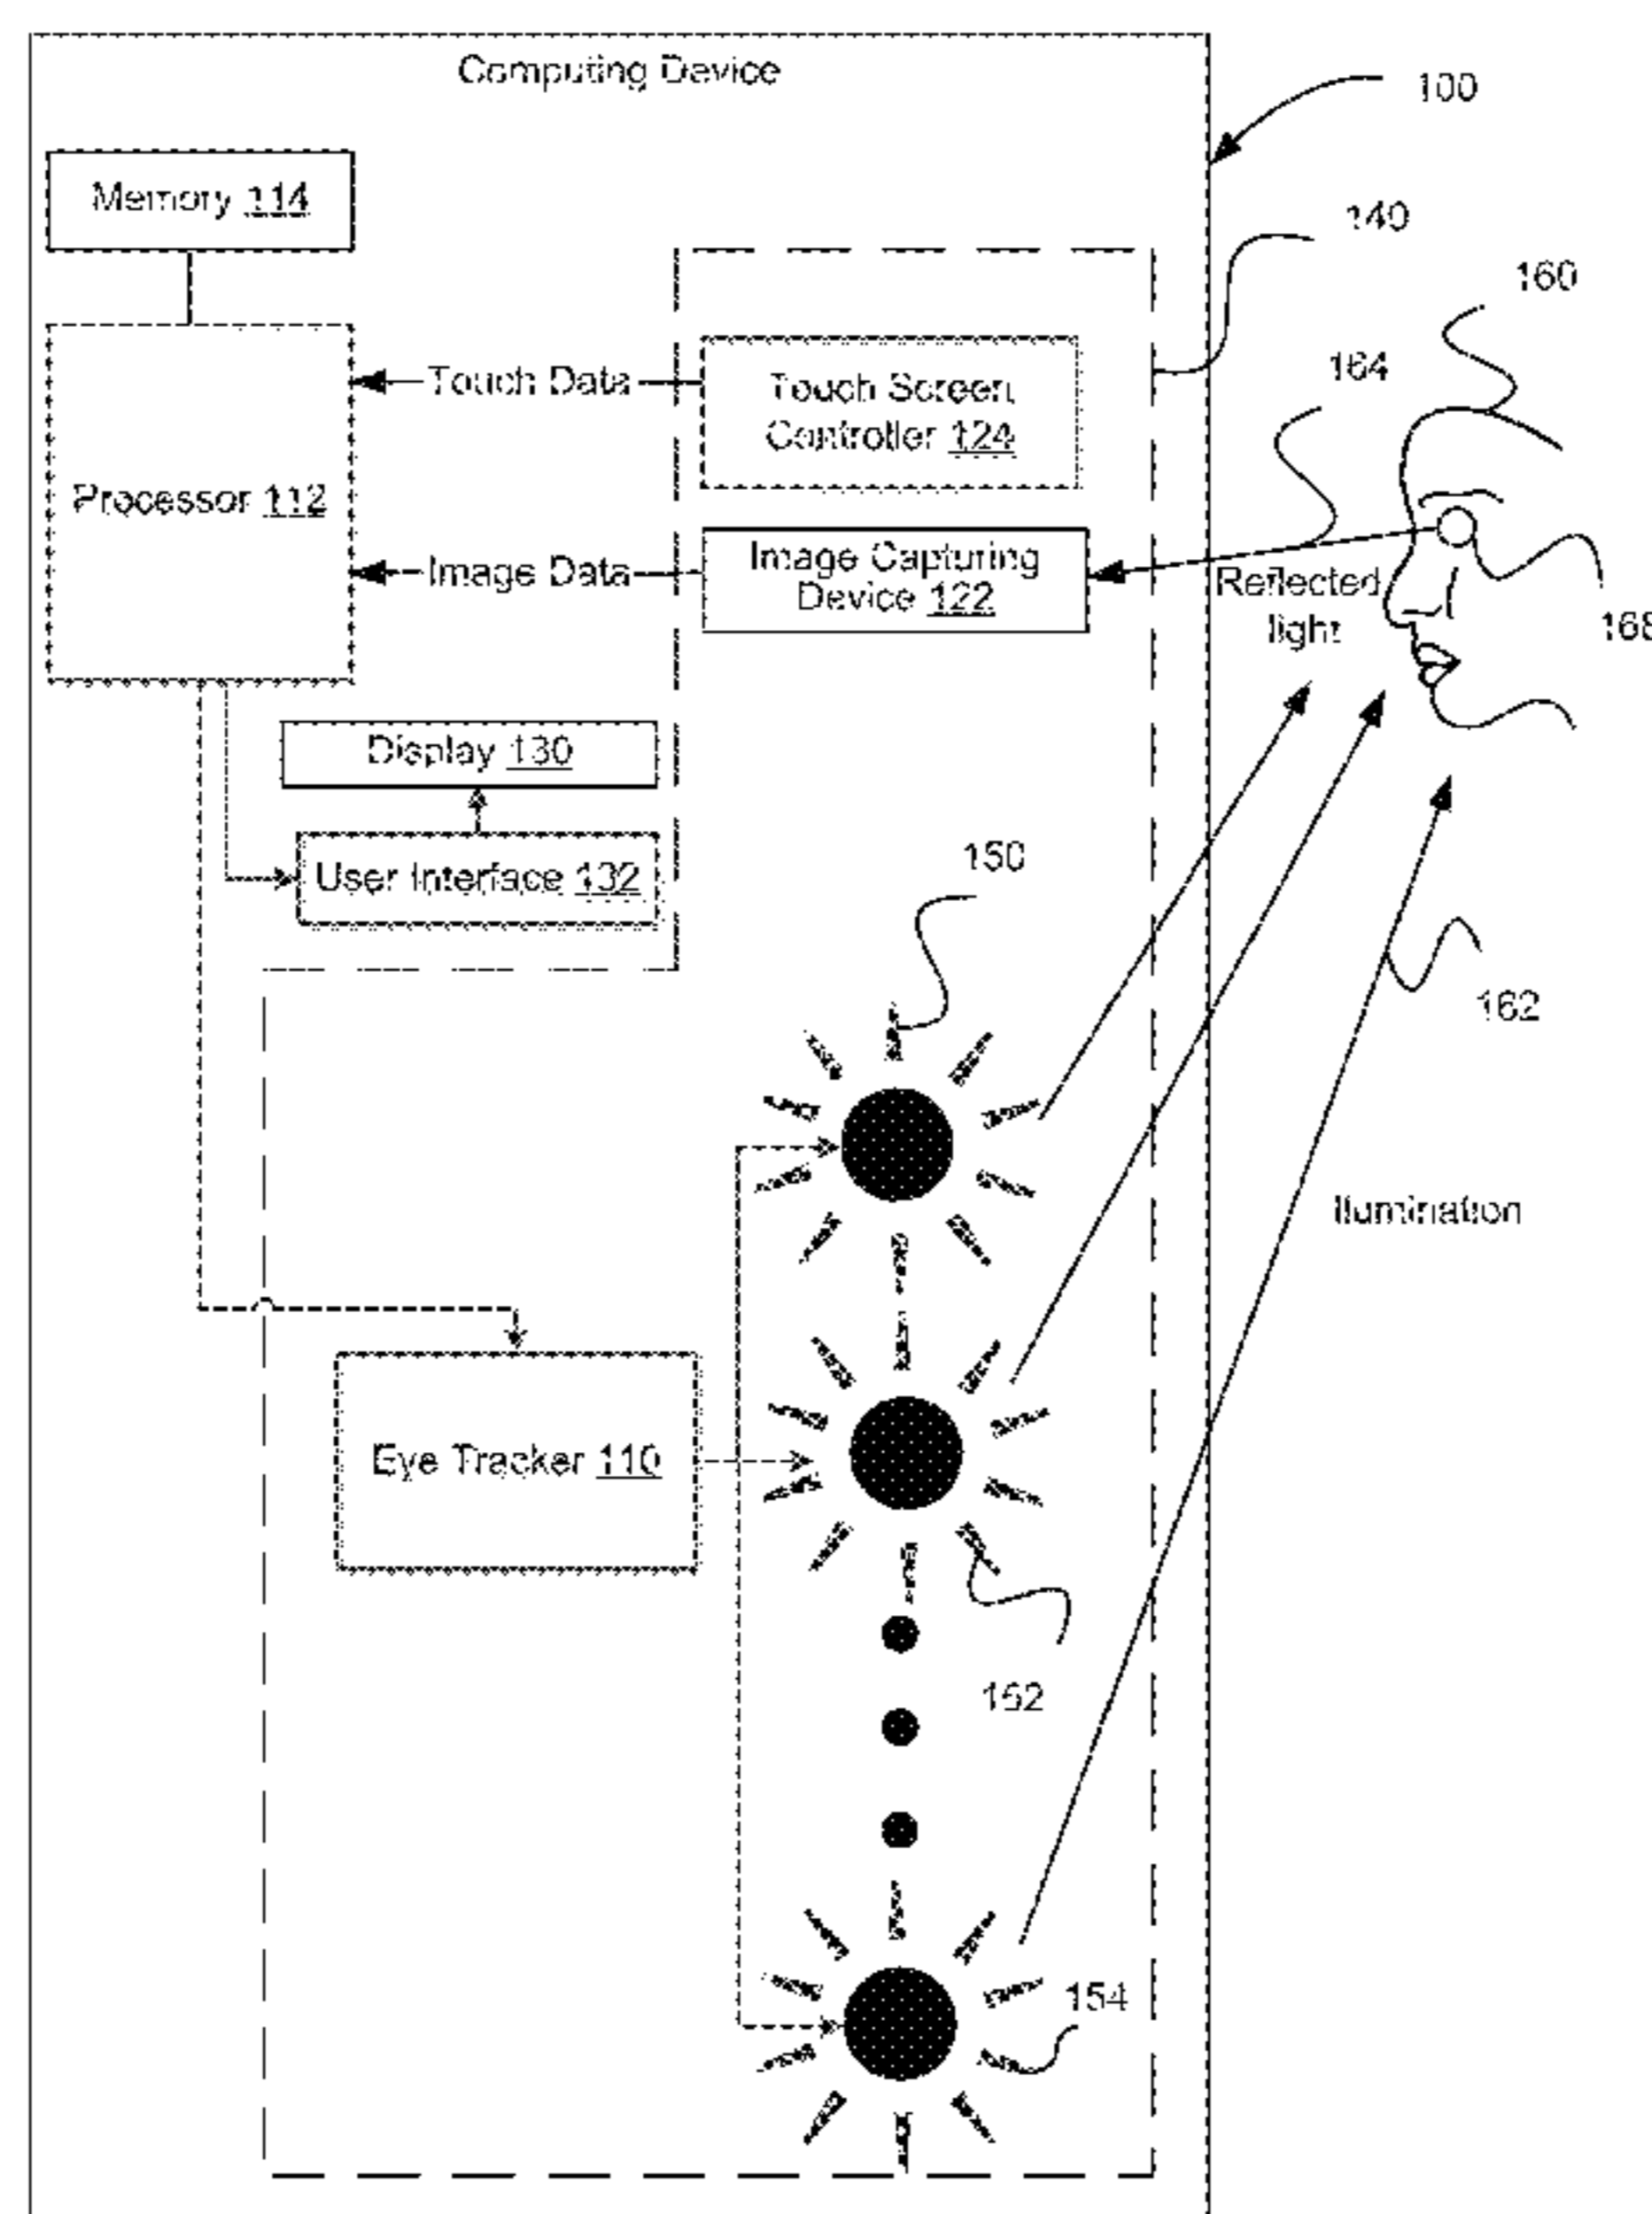 Computing Device
100
Memory 114
140
160
164
Touch Data
Touch Screen
Controller 124
Processor 112
Image Data
Image Capturing
Device 122
Reflected
light
168
Display 130
User Interface 132
150
162
Illumination
Eye Tracker 110
152
154